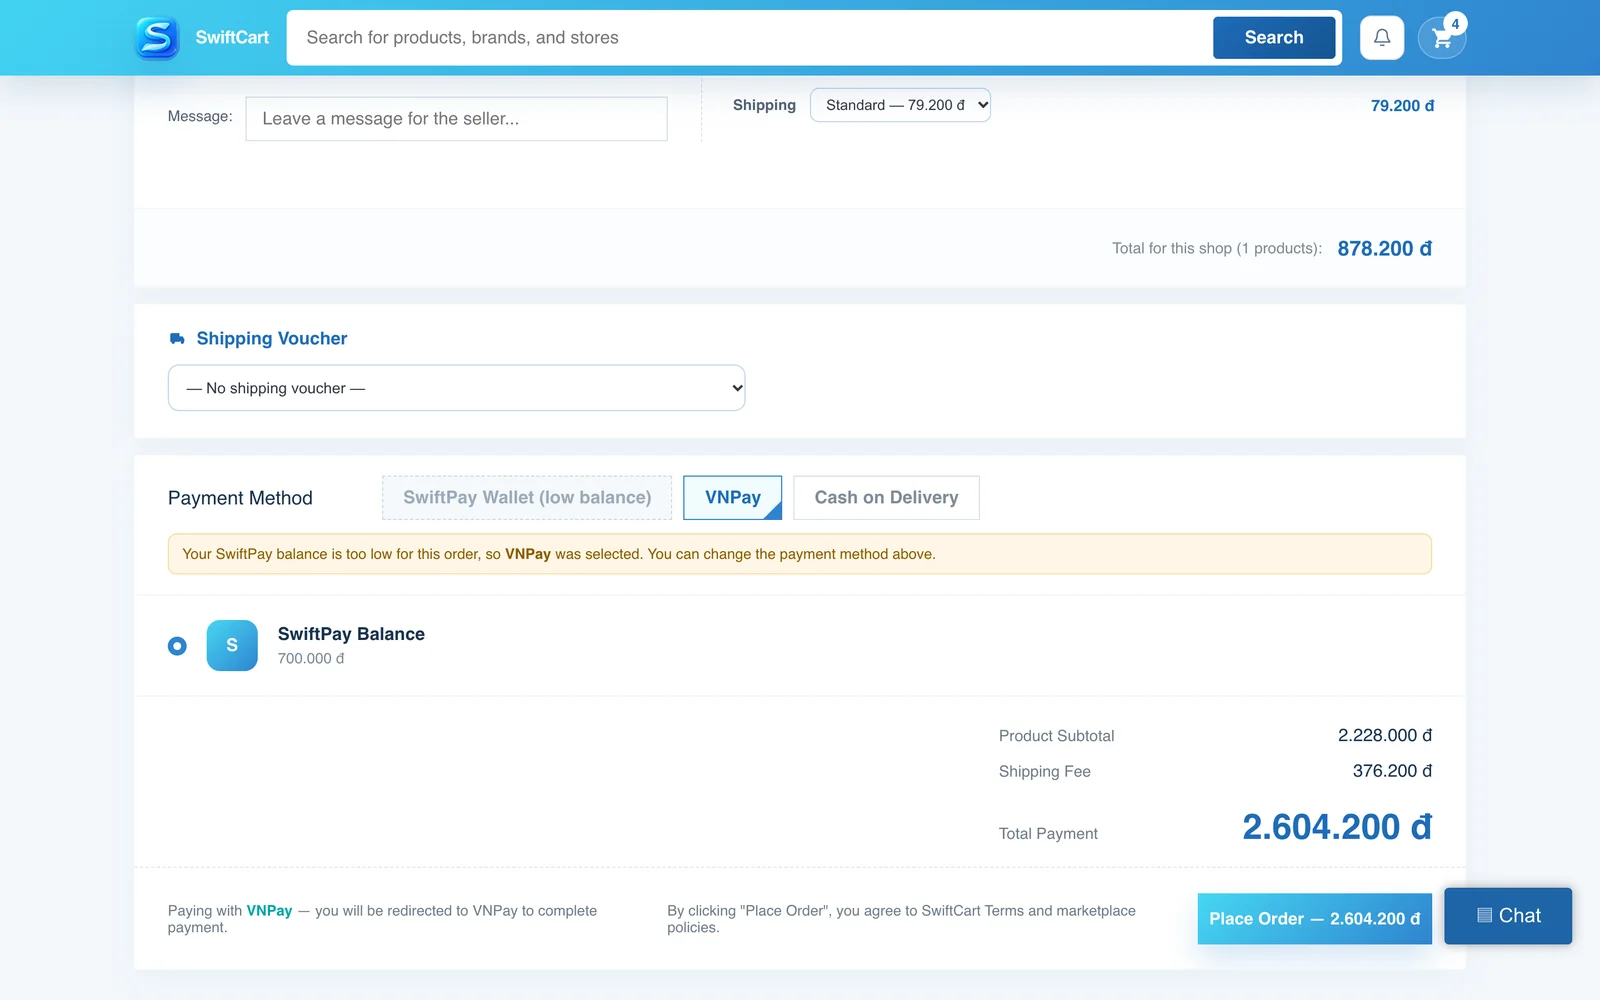 SwiftCart
Search for products, brands, and stores
Search
4
Message:
Leave a message for the seller...
Shipping
Standard — 79.200 đ
79.200 đ
Total for this shop (1 products):
878.200 đ
Shipping Voucher
— No shipping voucher —
Payment Method
SwiftPay Wallet (low balance)
VNPay
Cash on Delivery
Your SwiftPay balance is too low for this order, so VNPay was selected. You can change the payment method above.
S
SwiftPay Balance
700.000 đ
Product Subtotal
2.228.000 đ
Shipping Fee
376.200 đ
Total Payment
2.604.200 đ
Paying with VNPay — you will be redirected to VNPay to complete
payment.
By clicking "Place Order", you agree to SwiftCart Terms and marketplace
policies.
Place Order — 2.604.200 đ
Chat